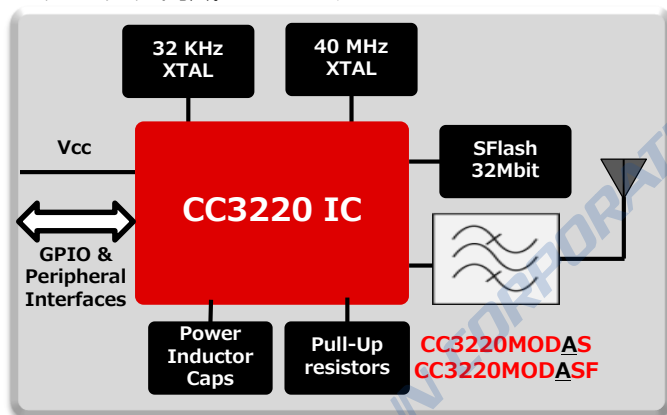 32 KHz
XTAL
40 MHz
XTAL
Vcc
SFlash
32Mbit
CC3220 IC
GPIO &
Peripheral
Interfaces
Power
Inductor
Caps
Pull-Up
resistors
CC3220MODAS
CC3220MODASF